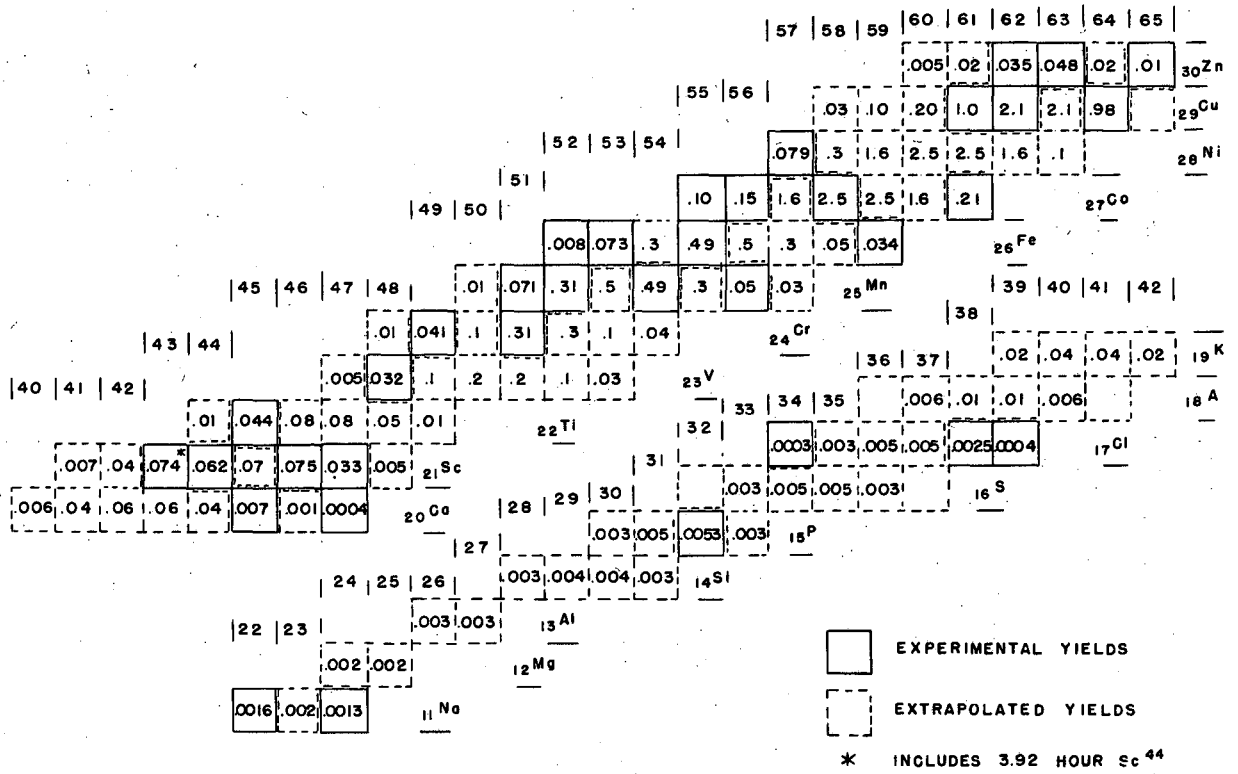 |57 |58 |59 |60 |61 |62 |63 |64 |65 |
.005 .02 .035 .048 .02 .01 30Zn
|55 |56 |
.03 .10 .20 1.0 2.1 2.1 .98 29Cu
|52 |53 |54 |
.079 .3 1.6 2.5 2.5 1.6 .1 28Ni
|51
|49 |50 |
.10 .15 1.6 2.5 2.5 1.6 .21 27Co
.008 .073 .3 .49 .5 .3 .05 .034 26Fe
|45 |46 |47 |48 |
.01 .071 .31 .5 .49 .3 .05 .03 25Mn
|39 |40 |41 |42 |
|38
|43 |44 |
.01 .041 .1 .31 .3 .1 .04 24Cr
|36 |37 |
.02 .04 .04 .02 19K
|40 |41 |42 |
.005 .032 .1 .2 .2 .1 .03 23V
.006 .01 .01 .006 18A
|33 |34 |35 |
.01 .044 .08 .08 .05 .01 22Ti
|32
.0003 .003 .005 .005 .0025 .0004 17Cl
.007 .04 .074* .062 .07 .075 .033 .005 21Sc
|31
.003 .005 .005 .003 16S
.006 .04 .06 .06 .04 .007 .001 .0004 20Ca
|28 |29 |30 |
.003 .005 .0053 .003 15P
|27
.003 .004 .004 .003 14Si
|24 |25 |26 |
.003 .003 13Al
|22 |23 |
.002 .002 12Mg
.0016 .002 .0013 11Na
EXPERIMENTAL YIELDS
EXTRAPOLATED YIELDS
* INCLUDES 3.92 HOUR Sc44